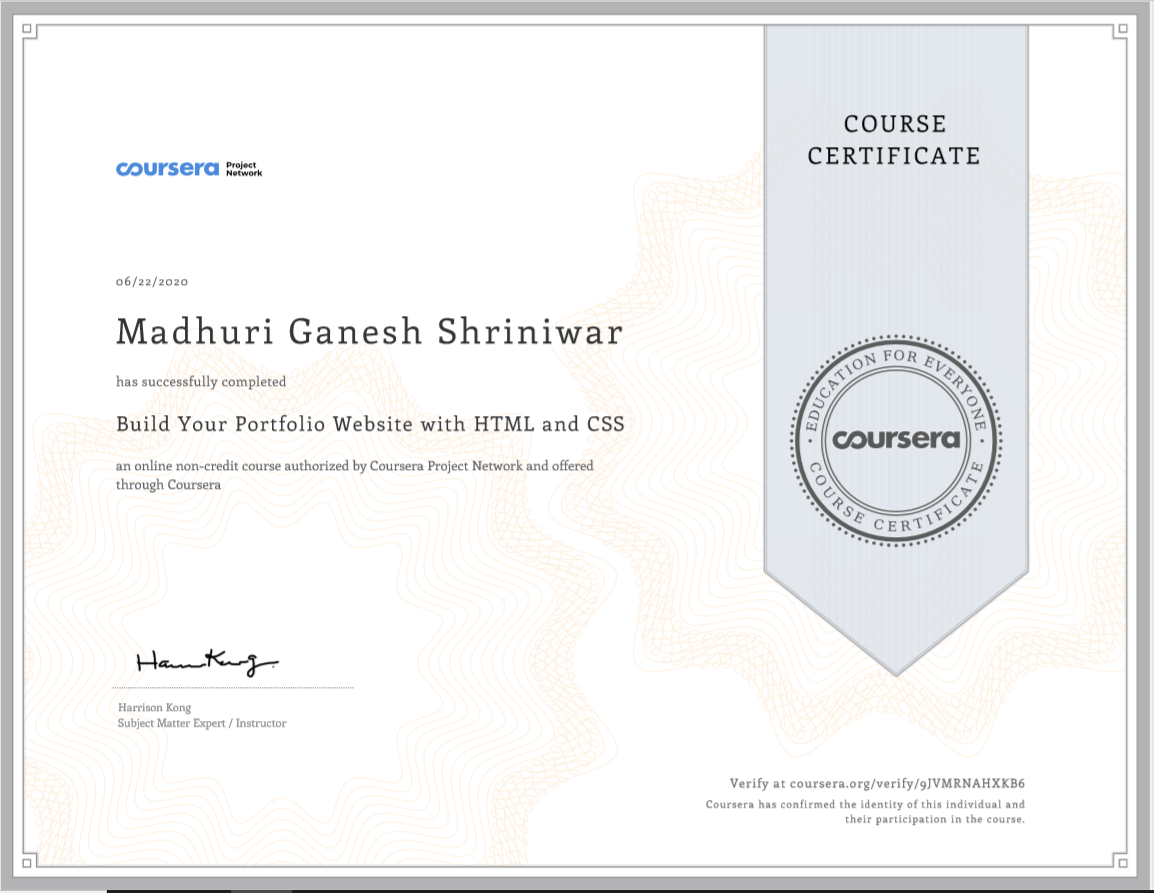 COURSE
CERTIFICATE
coursera Project
Network
06/22/2020
Madhuri Ganesh Shriniwar
has successfully completed
Build Your Portfolio Website with HTML and CSS
an online non-credit course authorized by Coursera Project Network and offered
through Coursera
EDUCATION FOR EVERYONE
coursera
COURSE CERTIFICATE
Harrison Kong
Subject Matter Expert / Instructor
Verify at coursera.org/verify/9JVMRNAHXKB6
Coursera has confirmed the identity of this individual and
their participation in the course.